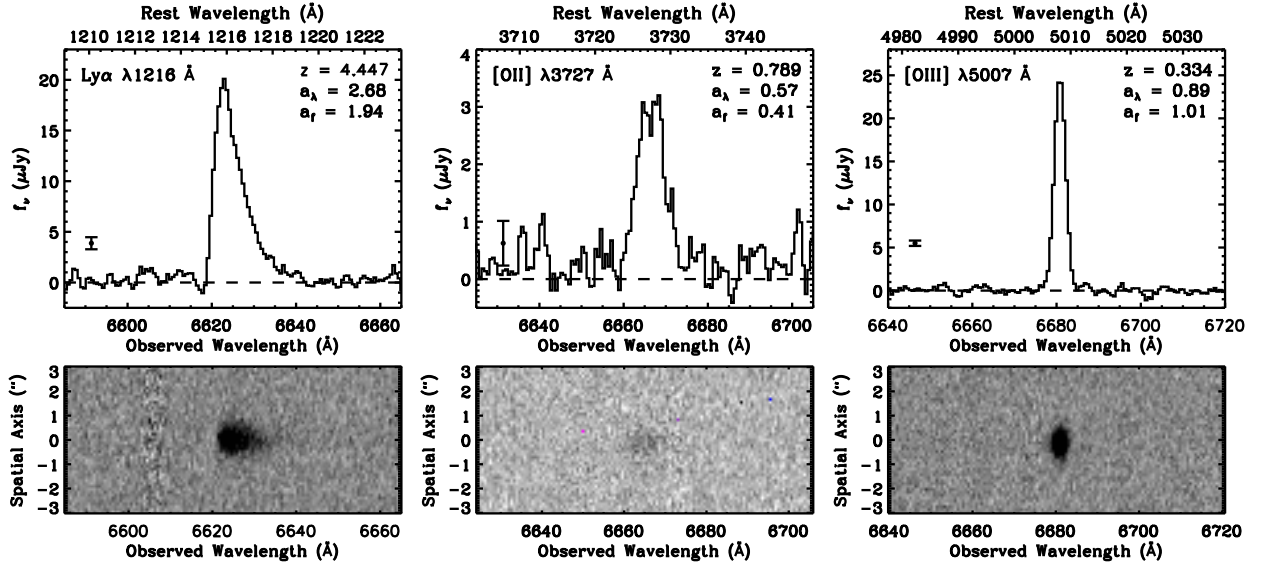 Rest Wavelength (Å)
1210 1212 1214 1216 1218 1220 1222
Lyα λ1216 Å
z = 4.447
aλ = 2.68
af = 1.94
fν (μJy)
20
15
10
5
0
6600 6620 6640 6660
Observed Wavelength (Å)
Rest Wavelength (Å)
3710 3720 3730 3740
[OII] λ3727 Å
z = 0.789
aλ = 0.57
af = 0.41
fν (μJy)
4
3
2
1
0
6640 6660 6680 6700
Observed Wavelength (Å)
Rest Wavelength (Å)
4980 4990 5000 5010 5020 5030
[OIII] λ5007 Å
z = 0.334
aλ = 0.89
af = 1.01
fν (μJy)
25
20
15
10
5
0
6640 6660 6680 6700 6720
Observed Wavelength (Å)
Spatial Axis (")
3
2
1
0
-1
-2
-3
6600 6620 6640 6660
Observed Wavelength (Å)
Spatial Axis (")
3
2
1
0
-1
-2
-3
6640 6660 6680 6700
Observed Wavelength (Å)
Spatial Axis (")
3
2
1
0
-1
-2
-3
6640 6660 6680 6700 6720
Observed Wavelength (Å)